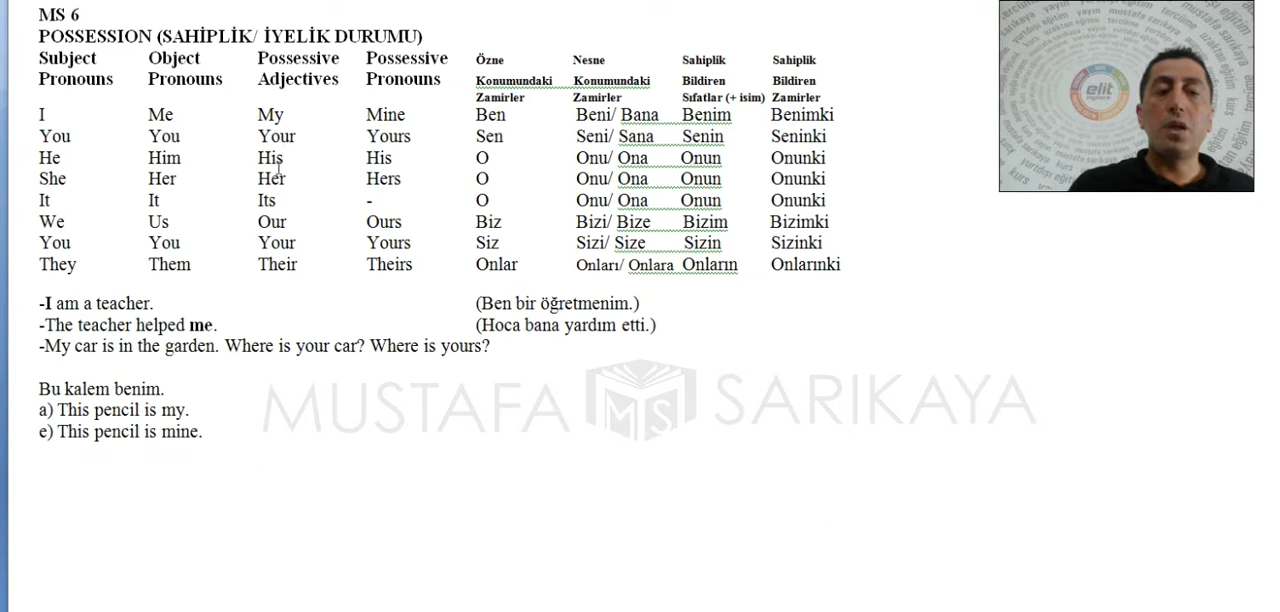 MS 6
POSSESSION (SAHİPLİK/ İYELİK DURUMU)
Subject Object Possessive Possessive Özne Nesne Sahiplik Sahiplik
Pronouns Pronouns Adjectives Pronouns Konumundaki Konumundaki Bildiren Bildiren
Zamirler Zamirler Sıfatlar (+ isim) Zamirler
I Me My Mine Ben Beni/ Bana Benim Benimki
You You Your Yours Sen Seni/ Sana Senin Seninki
He Him His His O Onu/ Ona Onun Onunki
She Her Her Hers O Onu/ Ona Onun Onunki
It It Its - O Onu/ Ona Onun Onunki
We Us Our Ours Biz Bizi/ Bize Bizim Bizimki
You You Your Yours Siz Sizi/ Size Sizin Sizinki
They Them Their Theirs Onlar Onları/ Onlara Onların Onlarınki
-I am a teacher. (Ben bir öğretmenim.)
-The teacher helped me. (Hoca bana yardım etti.)
-My car is in the garden. Where is your car? Where is yours?
Bu kalem benim.
a) This pencil is my.
e) This pencil is mine.
MUSTAFA MS SARIKAYA
elit